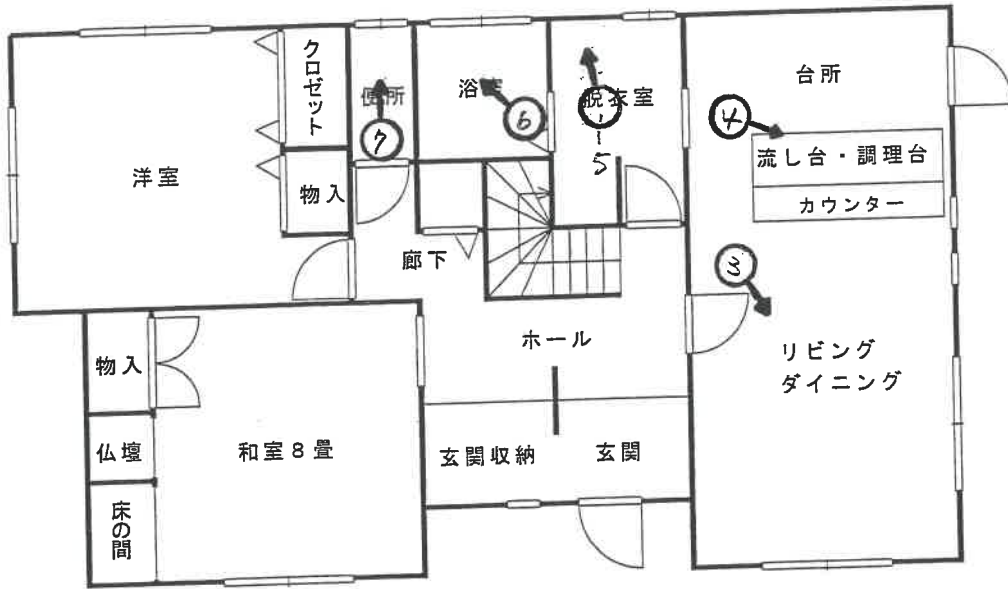 クロゼット
便所
浴室
脱衣室
台所
⑦
⑥
5
④
流し台・調理台
カウンター
洋室
物入
廊下
③
ホール
リビング
ダイニング
物入
仏壇
床の間
和室8畳
玄関収納
玄関